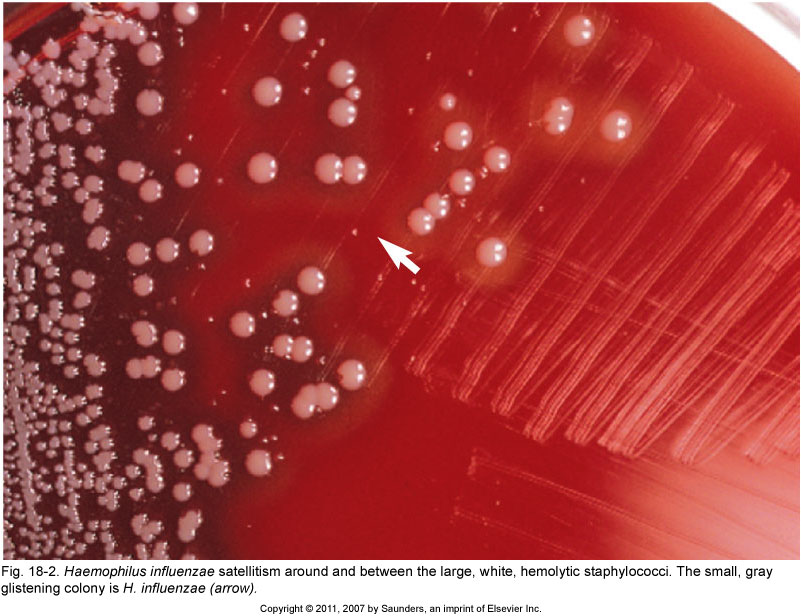 Fig. 18-2. Haemophilus influenzae satellitism around and between the large, white, hemolytic staphylococci. The small, gray
glistening colony is H. influenzae (arrow).
Copyright © 2011, 2007 by Saunders, an imprint of Elsevier Inc.